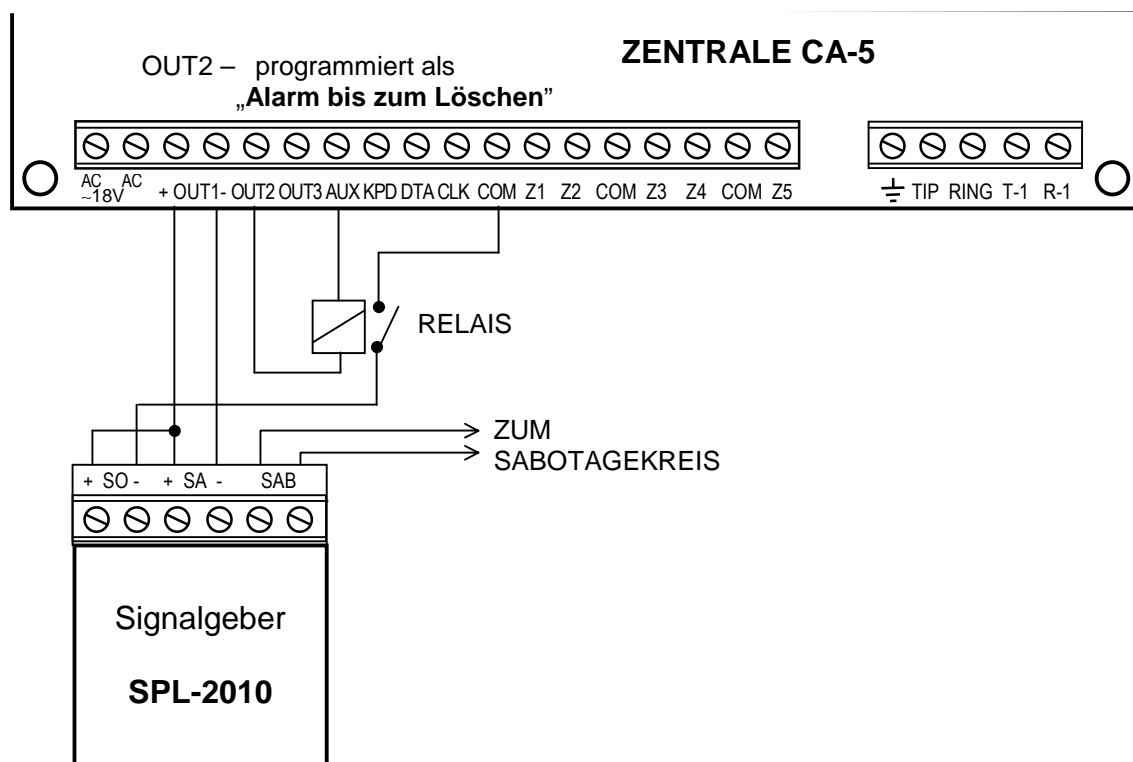 ZENTRALE CA-5
OUT2 – programmiert als
„Alarm bis zum Löschen”
AC AC
~18V + OUT1- OUT2 OUT3 AUX KPD DTA CLK COM Z1 Z2 COM Z3 Z4 COM Z5 TIP RING T-1 R-1
RELAIS
ZUM
SABOTAGEKREIS
+ SO - + SA - SAB
Signalgeber
SPL-2010